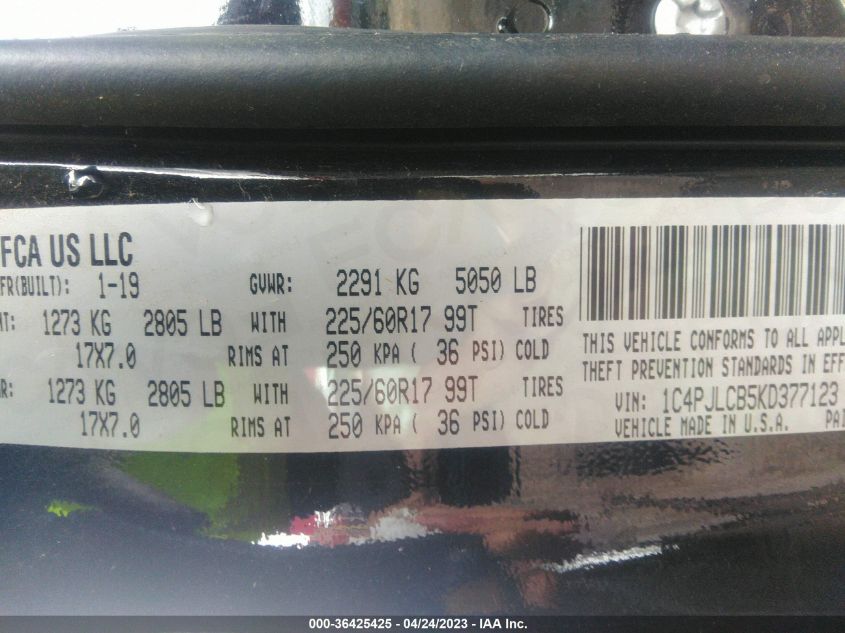 FCA US LLC
FR(BUILT): 1-19 GVWR: 2291 KG 5050 LB
NT: 1273 KG 2805 LB WITH 225/60R17 99T TIRES
17X7.0 RIMS AT 250 KPA ( 36 PSI) COLD
AR: 1273 KG 2805 LB WITH 225/60R17 99T TIRES
17X7.0 RIMS AT 250 KPA ( 36 PSI) COLD
THIS VEHICLE CONFORMS TO ALL APPL
THEFT PREVENTION STANDARDS IN EFF
VIN: 1C4PJLCB5KD377123
VEHICLE MADE IN U.S.A. PAI
000-36425425 - 04/24/2023 - IAA Inc.